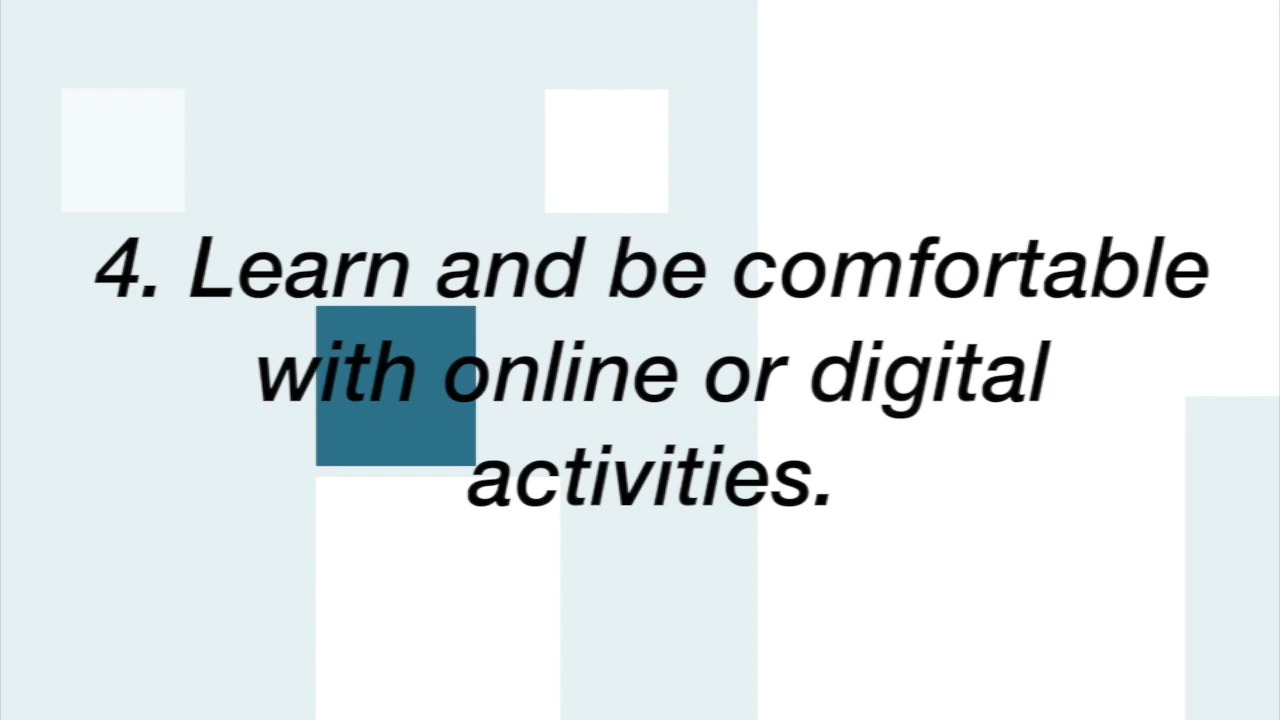 4. Learn and be comfortable
with online or digital
activities.